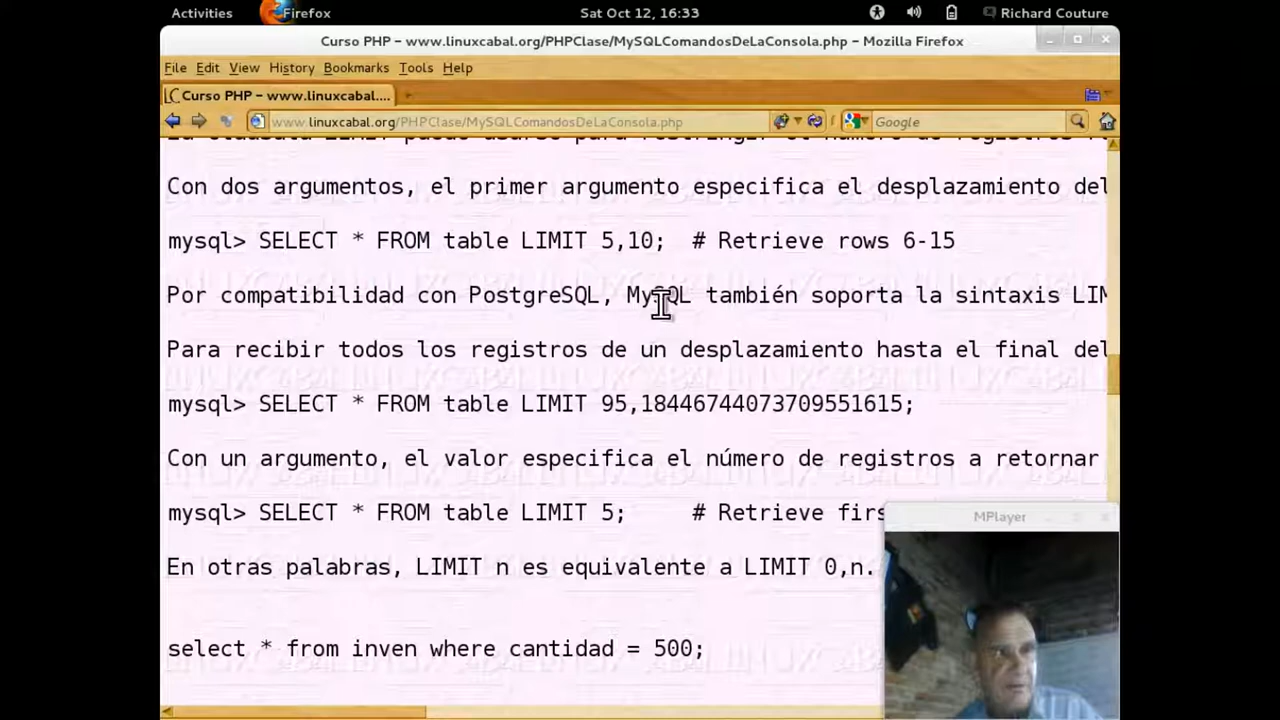 Activities Firefox Sat Oct 12, 16:33 Richard Couture
Curso PHP – www.linuxcabal.org/PHPClase/MySQLComandosDeLaConsola.php – Mozilla Firefox
File Edit View History Bookmarks Tools Help
Curso PHP – www.linuxcabal....
www.linuxcabal.org/PHPClase/MySQLComandosDeLaConsola.php Google
Con dos argumentos, el primer argumento especifica el desplazamiento del
mysql> SELECT * FROM table LIMIT 5,10; # Retrieve rows 6-15
Por compatibilidad con PostgreSQL, MySQL también soporta la sintaxis LIM
Para recibir todos los registros de un desplazamiento hasta el final del
mysql> SELECT * FROM table LIMIT 95,18446744073709551615;
Con un argumento, el valor especifica el número de registros a retornar
mysql> SELECT * FROM table LIMIT 5; # Retrieve firs
MPlayer
En otras palabras, LIMIT n es equivalente a LIMIT 0,n.
select * from inven where cantidad = 500;